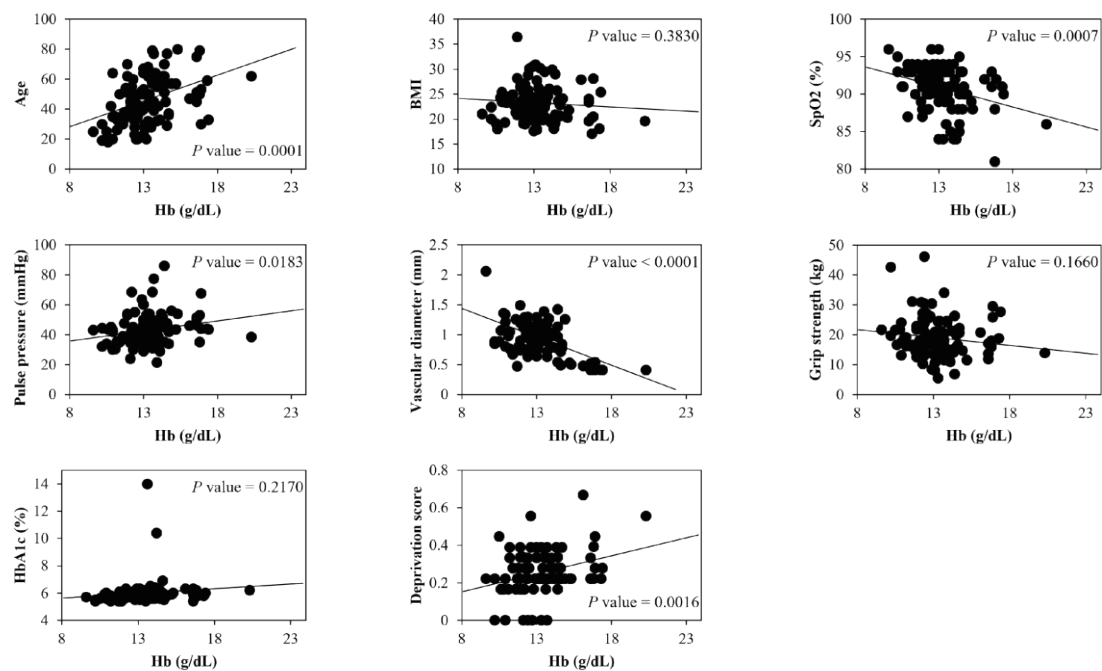 100
80
60
40
20
0
Age
P value = 0.0001
8 13 18 23
Hb (g/dL)
40
35
30
25
20
15
10
BMI
P value = 0.3830
8 13 18 23
Hb (g/dL)
100
95
90
85
80
SpO2 (%)
P value = 0.0007
8 13 18 23
Hb (g/dL)
100
80
60
40
20
0
Pulse pressure (mmHg)
P value = 0.0183
8 13 18 23
Hb (g/dL)
2.5
2
1.5
1
0.5
0
Vascular diameter (mm)
P value < 0.0001
8 13 18 23
Hb (g/dL)
50
40
30
20
10
0
Grip strength (kg)
P value = 0.1660
8 13 18 23
Hb (g/dL)
14
12
10
8
6
4
HbA1c (%)
P value = 0.2170
8 13 18 23
Hb (g/dL)
0.8
0.6
0.4
0.2
0
Deprivation score
P value = 0.0016
8 13 18 23
Hb (g/dL)